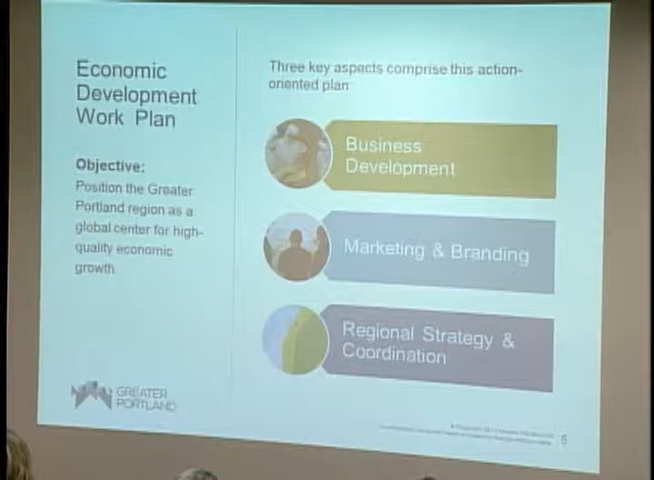 Economic
Development
Work Plan
Objective:
Position the Greater
Portland region as a
global center for high-
quality economic
growth
Three key aspects comprise this action-
oriented plan
Business
Development
Marketing & Branding
Regional Strategy &
Coordination
GREATER
PORTLAND
5